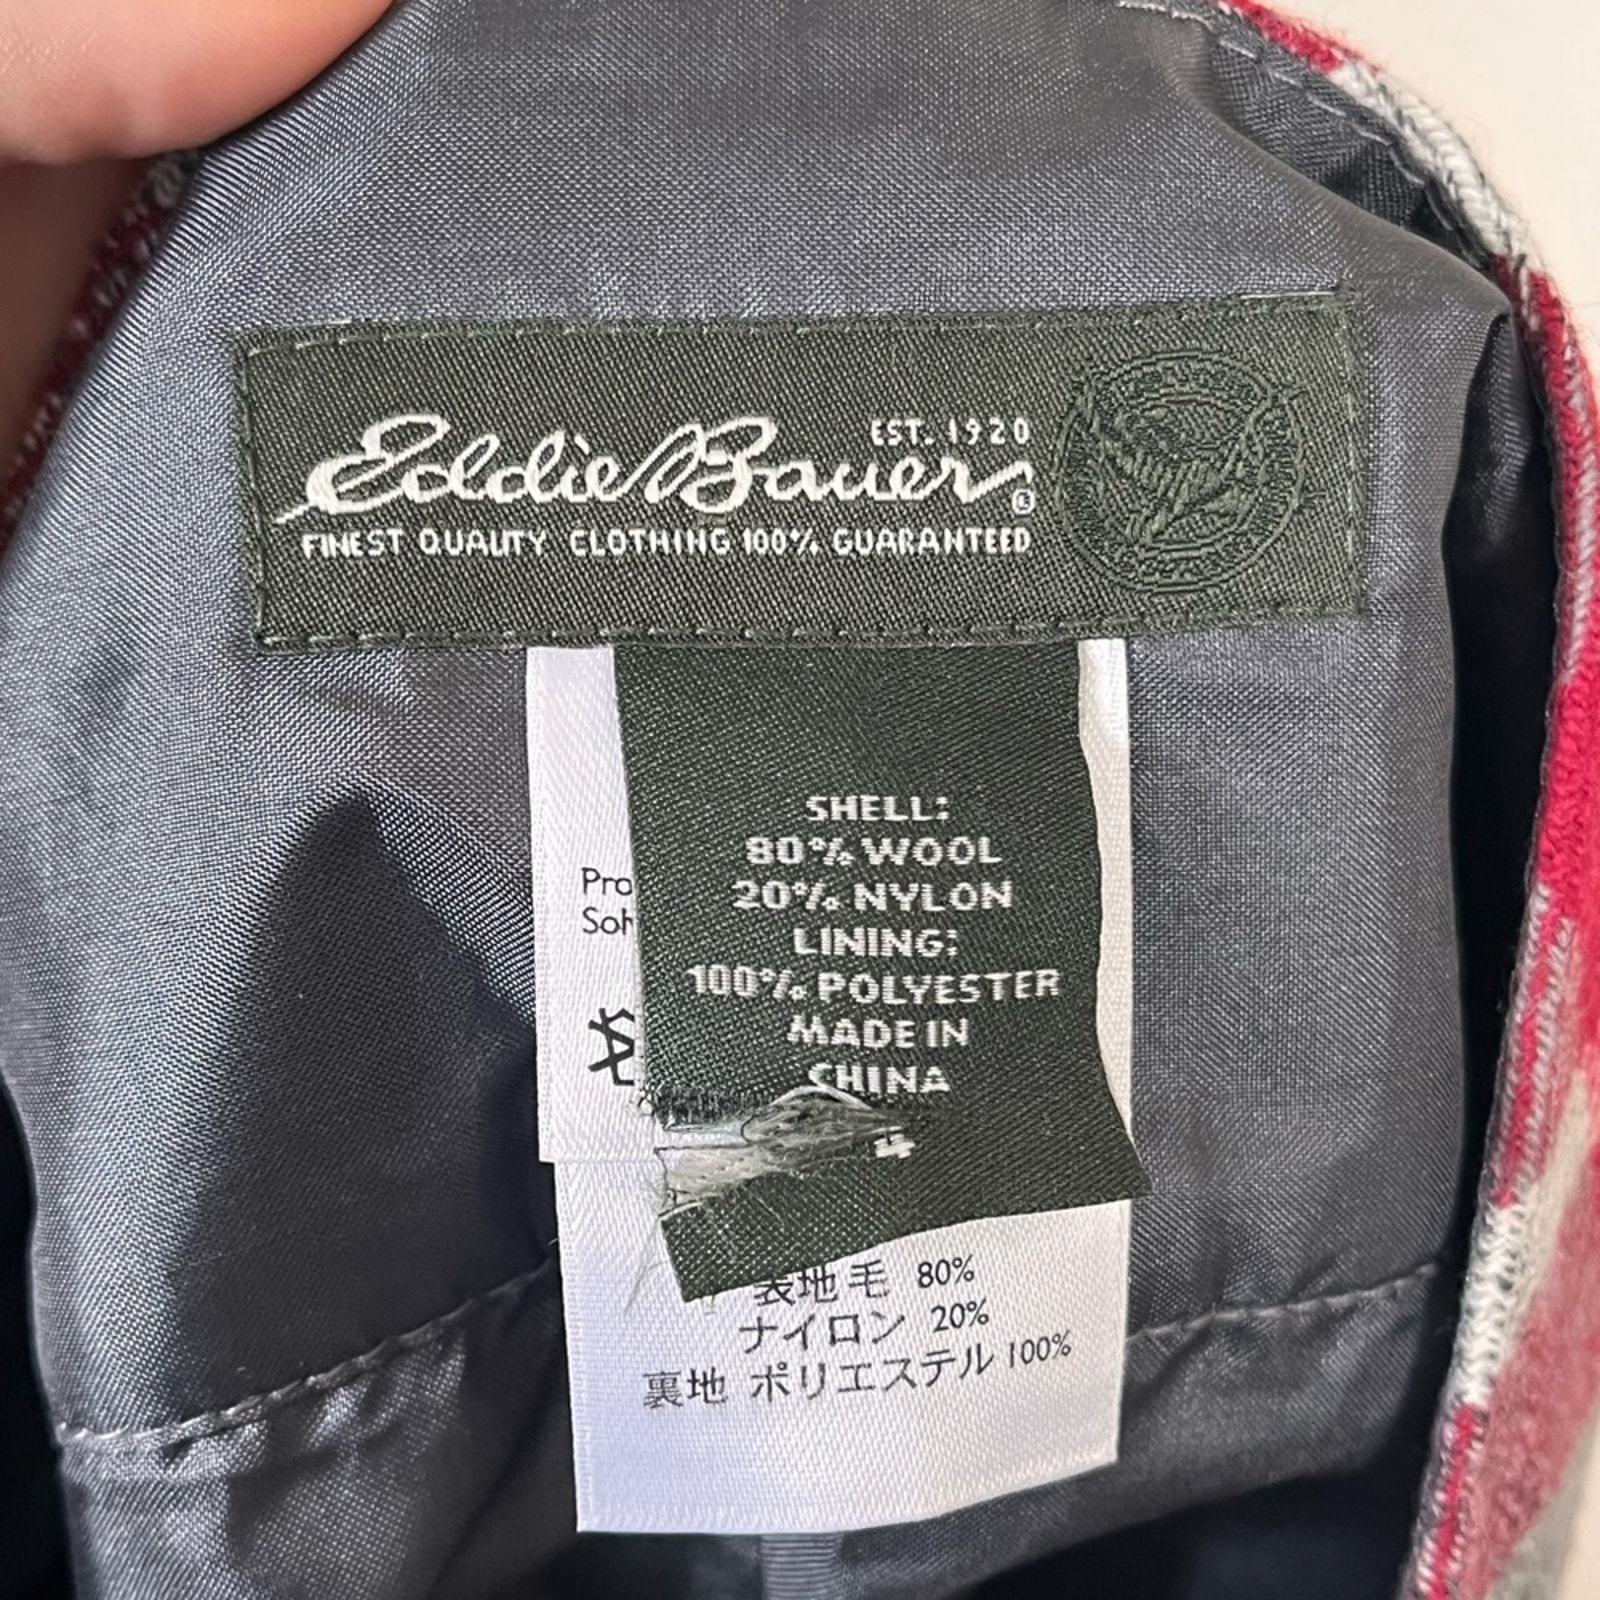 EST. 1920
Eddie Bauer
FINEST QUALITY CLOTHING 100% GUARANTEED
SHELL:
80% WOOL
20% NYLON
LINING:
100% POLYESTER
MADE IN
CHINA
4
Pro
表地 毛 80%
ナイロン 20%
裏地 ポリエステル 100%